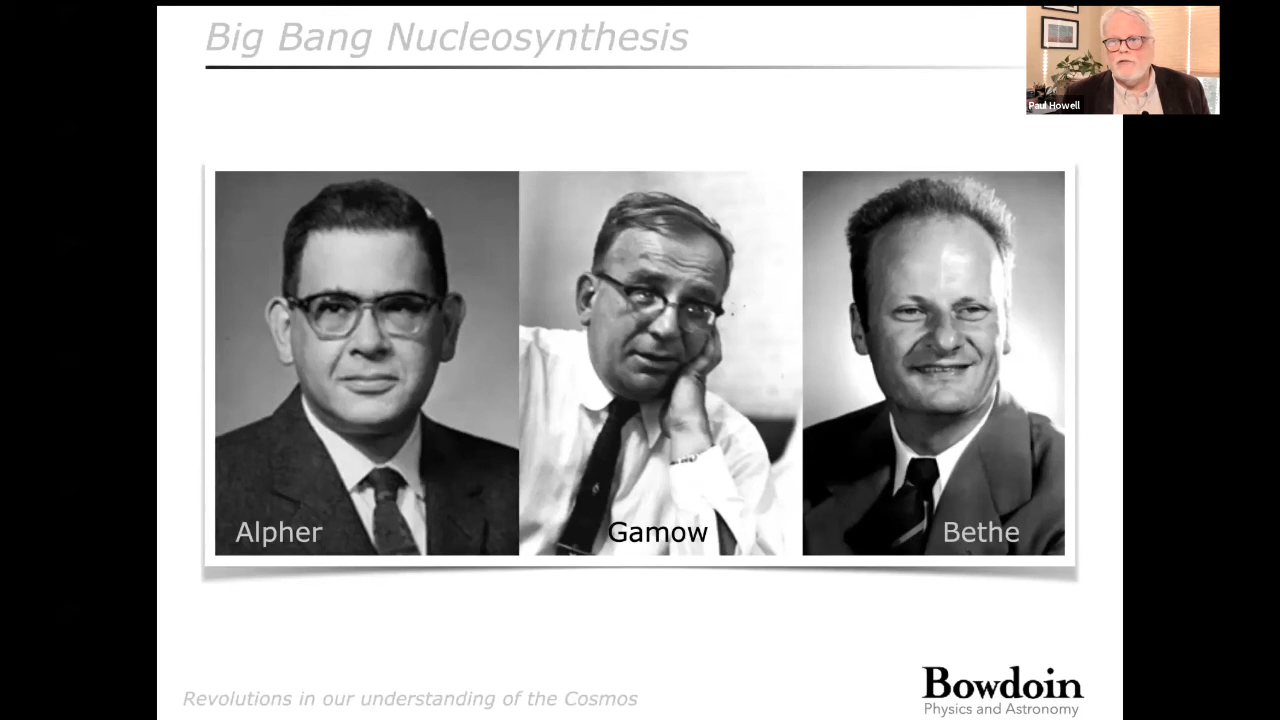 Big Bang Nucleosynthesis
Paul Howell
Alpher
Gamow
Bethe
Revolutions in our understanding of the Cosmos
Bowdoin
Physics and Astronomy